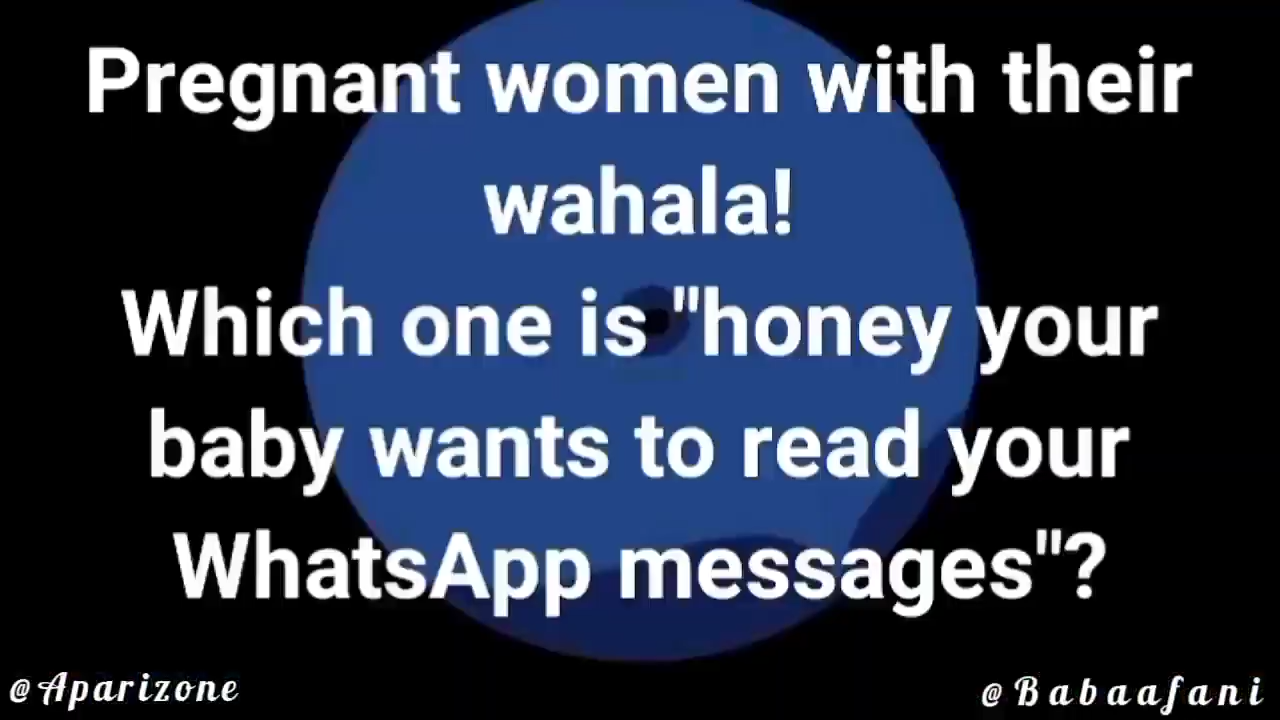 Pregnant women with their
wahala!
Which one is "honey your
baby wants to read your
WhatsApp messages"?
@Aparizone
@Babaafani